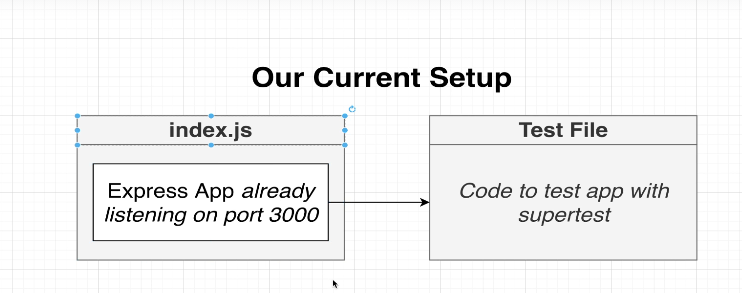 Our Current Setup
index.js
Test File
Express App already
listening on port 3000
Code to test app with
supertest